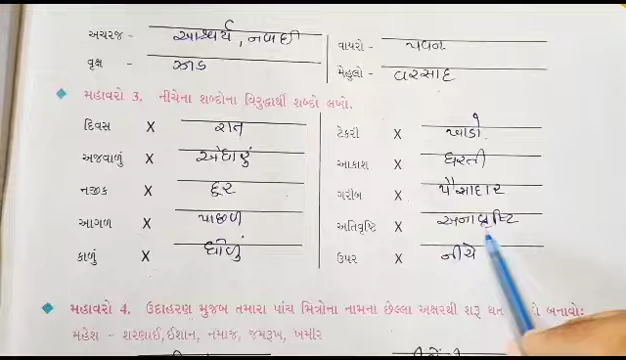 અચરજ - આશ્ચર્ય, નવાઈ
વાયરો - પવન
વૃક્ષ - ઝાડ
મેહુલો - વરસાદ
મહાવરો 3. નીચેના શબ્દોના વિરુદ્ધાર્થી શબ્દો લખો.
દિવસ X રાત
ટેકરી X ખાડો
અજવાળું X અંધારું
આકાશ X ધરતી
નજીક X દૂર
ગરીબ X પૈસાદાર
આગળ X પાછળ
અતિવૃષ્ટિ X અનાવૃષ્ટિ
કાળું X ધોળું
ઉપર X નીચે
મહાવરો 4. ઉદાહરણ મુજબ તમારા પાંચ મિત્રોના નામના છેલ્લા અક્ષરથી શરૂ બનાવો:
મહેશ - શરણાઈ, ઈશાન, નમાજ, જમરૂખ, ખમીર